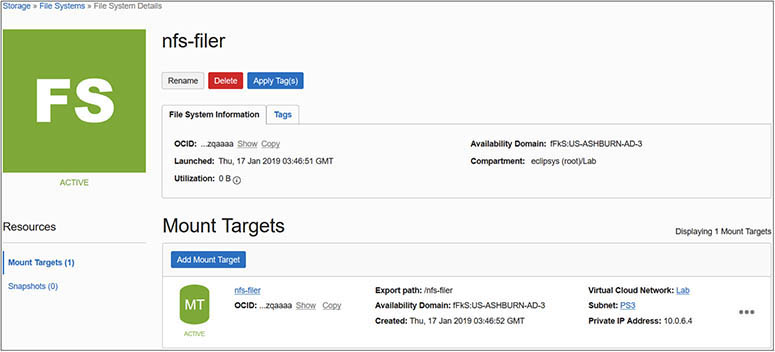 Storage » File Systems » File System Details
FS
ACTIVE
nfs-filer
Rename Delete Apply Tag(s)
File System Information Tags
OCID: ...zqaaaa Show Copy
Availability Domain: fFkS:US-ASHBURN-AD-3
Launched: Thu, 17 Jan 2019 03:46:51 GMT
Compartment: eclipsys (root)/Lab
Utilization: 0 B
Resources
Mount Targets (1)
Snapshots (0)
Mount Targets
Displaying 1 Mount Targets
Add Mount Target
MT
ACTIVE
nfs-filer
OCID: ...zqaaaa Show Copy
Export path: /nfs-filer
Availability Domain: fFkS:US-ASHBURN-AD-3
Created: Thu, 17 Jan 2019 03:46:52 GMT
Virtual Cloud Network: Lab
Subnet: PS3
Private IP Address: 10.0.6.4